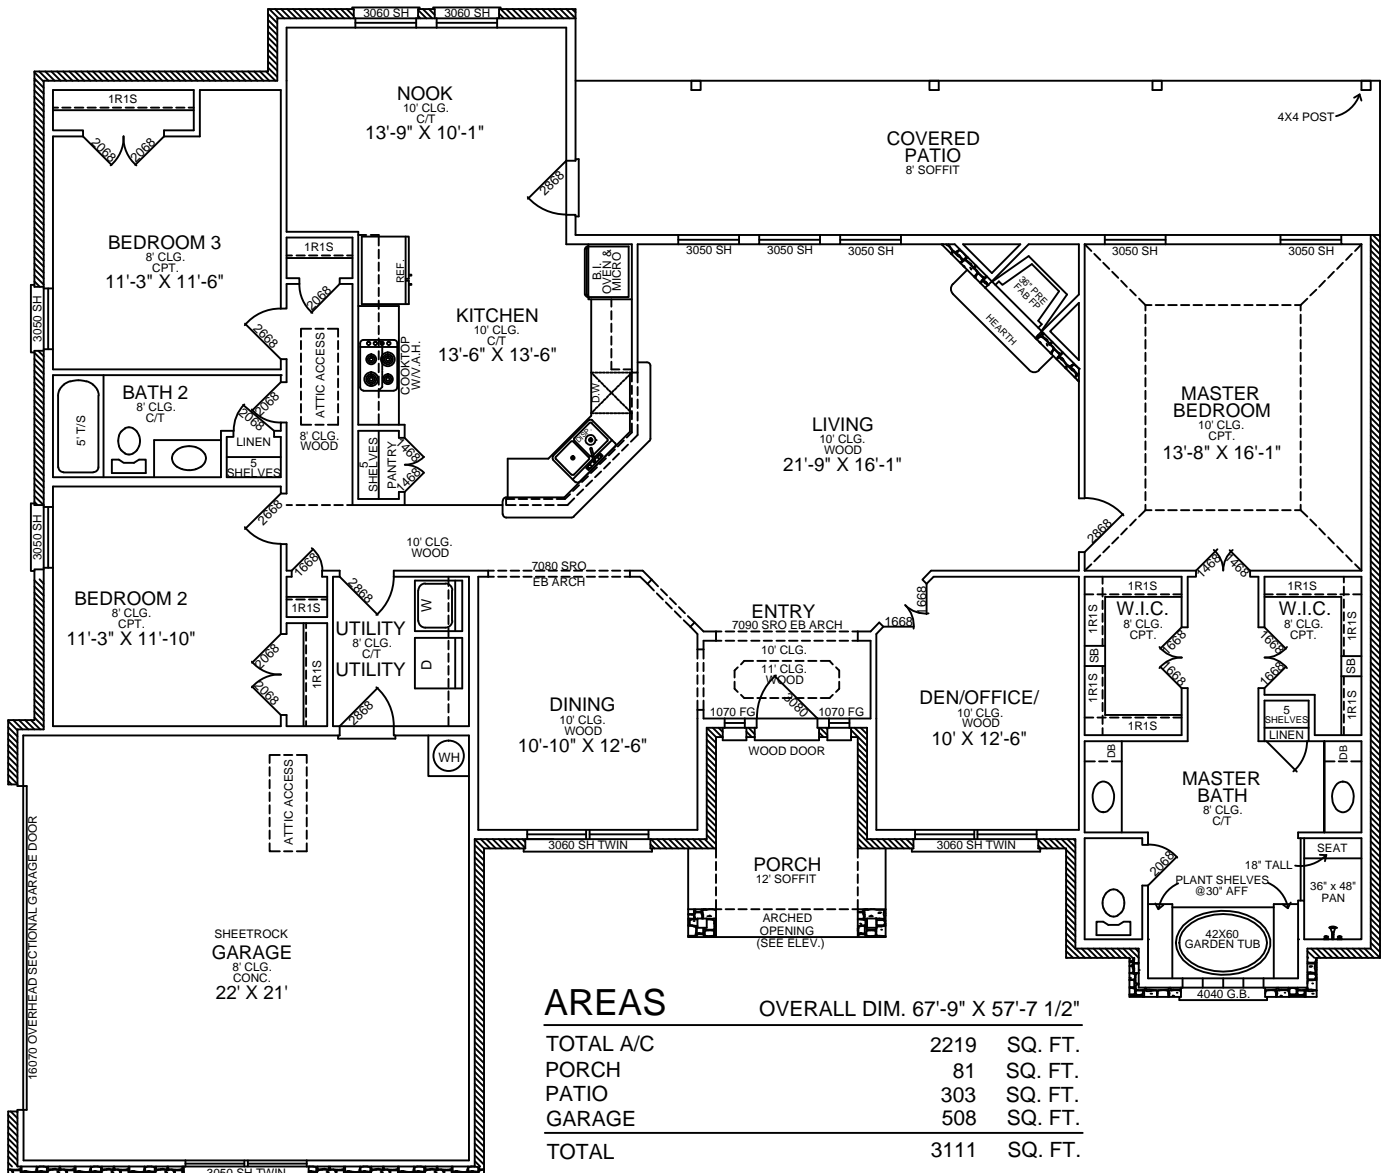 3060 SH
3060 SH
NOOK
10' CLG.
C/T
13'-9" X 10'-1"
1R1S
2068
2068
4X4 POST
COVERED
PATIO
8' SOFFIT
2868
BEDROOM 3
8' CLG.
CPT.
11'-3" X 11'-6"
3050 SH
1R1S
2068
2668
REF.
B.I.
OVEN &
MICRO
3050 SH
3050 SH
3050 SH
3050 SH
3050 SH
36" PRE
FAB FP
HEARTH
KITCHEN
10' CLG.
C/T
13'-6" X 13'-6"
COOKTOP
W/V.A.H.
ATTIC ACCESS
8' CLG.
WOOD
D.W.
DISP.
BATH 2
8' CLG.
C/T
5' T/S
2068
2068
LINEN
5
SHELVES
5
SHELVES
PANTRY
1468
1468
LIVING
10' CLG.
WOOD
21'-9" X 16'-1"
MASTER
BEDROOM
10' CLG.
CPT.
13'-8" X 16'-1"
2868
3050 SH
2668
10' CLG.
WOOD
7080 SRO
EB ARCH
BEDROOM 2
8' CLG.
CPT.
11'-3" X 11'-10"
1668
1R1S
2868
W
D
UTILITY
8' CLG.
C/T
UTILITY
2068
2068
1R1S
2868
ENTRY
7090 SRO EB ARCH
10' CLG.
11' CLG.
WOOD
3080
1070 FG
1070 FG
WOOD DOOR
1668
1668
1468
1468
1R1S
W.I.C.
8' CLG.
CPT.
1R1S
SB
1R1S
1R1S
1668
1668
1R1S
W.I.C.
8' CLG.
CPT.
1R1S
SB
1R1S
1668
1668
5
SHELVES
LINEN
DINING
10' CLG.
WOOD
10'-10" X 12'-6"
DEN/OFFICE/
10' CLG.
WOOD
10' X 12'-6"
WH
ATTIC ACCESS
DB
DB
MASTER
BATH
8' CLG.
C/T
3060 SH TWIN
3060 SH TWIN
PORCH
12' SOFFIT
ARCHED
OPENING
(SEE ELEV.)
2068
18" TALL
SEAT
PLANT SHELVES
@30" AFF
36" x 48"
PAN
42X60
GARDEN TUB
4040 G.B.
16070 OVERHEAD SECTIONAL GARAGE DOOR
SHEETROCK
GARAGE
8' CLG.
CONC.
22' X 21'
3050 SH TWIN
AREAS OVERALL DIM. 67'-9" X 57'-7 1/2"
TOTAL A/C 2219 SQ. FT.
PORCH 81 SQ. FT.
PATIO 303 SQ. FT.
GARAGE 508 SQ. FT.
TOTAL 3111 SQ. FT.